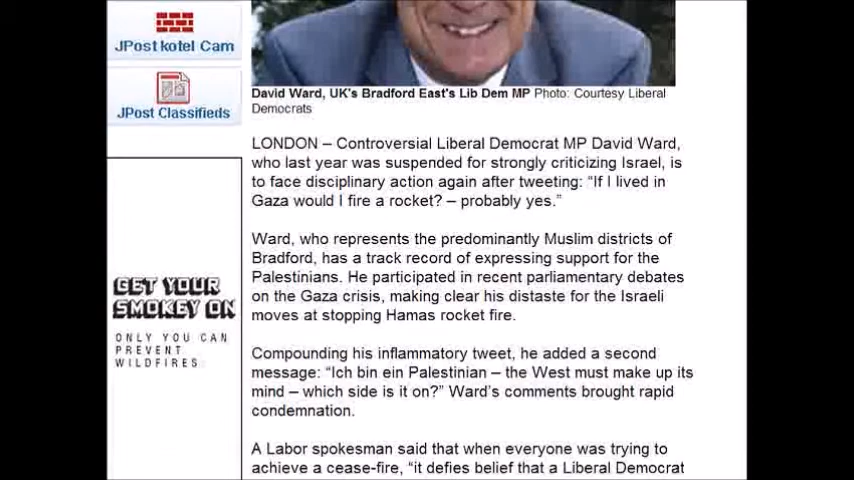 JPost kotel Cam
JPost Classifieds
GET YOUR
SMOKEY ON
ONLY YOU CAN
PREVENT
WILDFIRES.
David Ward, UK's Bradford East's Lib Dem MP Photo: Courtesy Liberal
Democrats
LONDON – Controversial Liberal Democrat MP David Ward,
who last year was suspended for strongly criticizing Israel, is
to face disciplinary action again after tweeting: “If I lived in
Gaza would I fire a rocket? – probably yes.”
Ward, who represents the predominantly Muslim districts of
Bradford, has a track record of expressing support for the
Palestinians. He participated in recent parliamentary debates
on the Gaza crisis, making clear his distaste for the Israeli
moves at stopping Hamas rocket fire.
Compounding his inflammatory tweet, he added a second
message: “Ich bin ein Palestinian – the West must make up its
mind – which side is it on?” Ward’s comments brought rapid
condemnation.
A Labor spokesman said that when everyone was trying to
achieve a cease-fire, “it defies belief that a Liberal Democrat